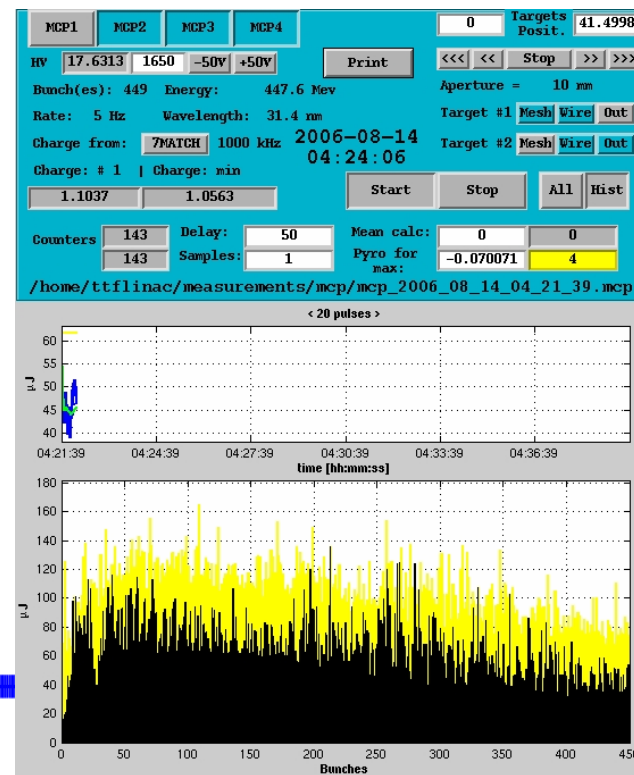 MCP1 MCP2 MCP3 MCP4 0 Targets Posit. 41.4998
HV 17.6313 1650 -50V +50V Print <<< << Stop >> >>>
Bunch(es): 449 Energy: 447.6 Mev Aperture = 10 mm
Rate: 5 Hz Wavelength: 31.4 nm Target #1 Mesh Wire Out
Charge from: 7MATCH 1000 kHz 2006-08-14 Target #2 Mesh Wire Out
04:24:06
Charge: # 1 | Charge: min Start Stop All Hist
1.1037 1.0563
Counters 143 Delay: 50 Mean calc: 0 0
143 Samples: 1 Pyro for max: -0.070071 4
/home/ttflinac/measurements/mcp/mcp_2006_08_14_04_21_39.mcp
< 20 pulses >
60
55
50
45
40
μJ
04:21:39 04:24:39 04:27:39 04:30:39 04:33:39 04:36:39
time [hh:mm:ss]
180
160
140
120
100
80
60
40
20
0
μJ
0 50 100 150 200 250 300 350 400 45
Bunches